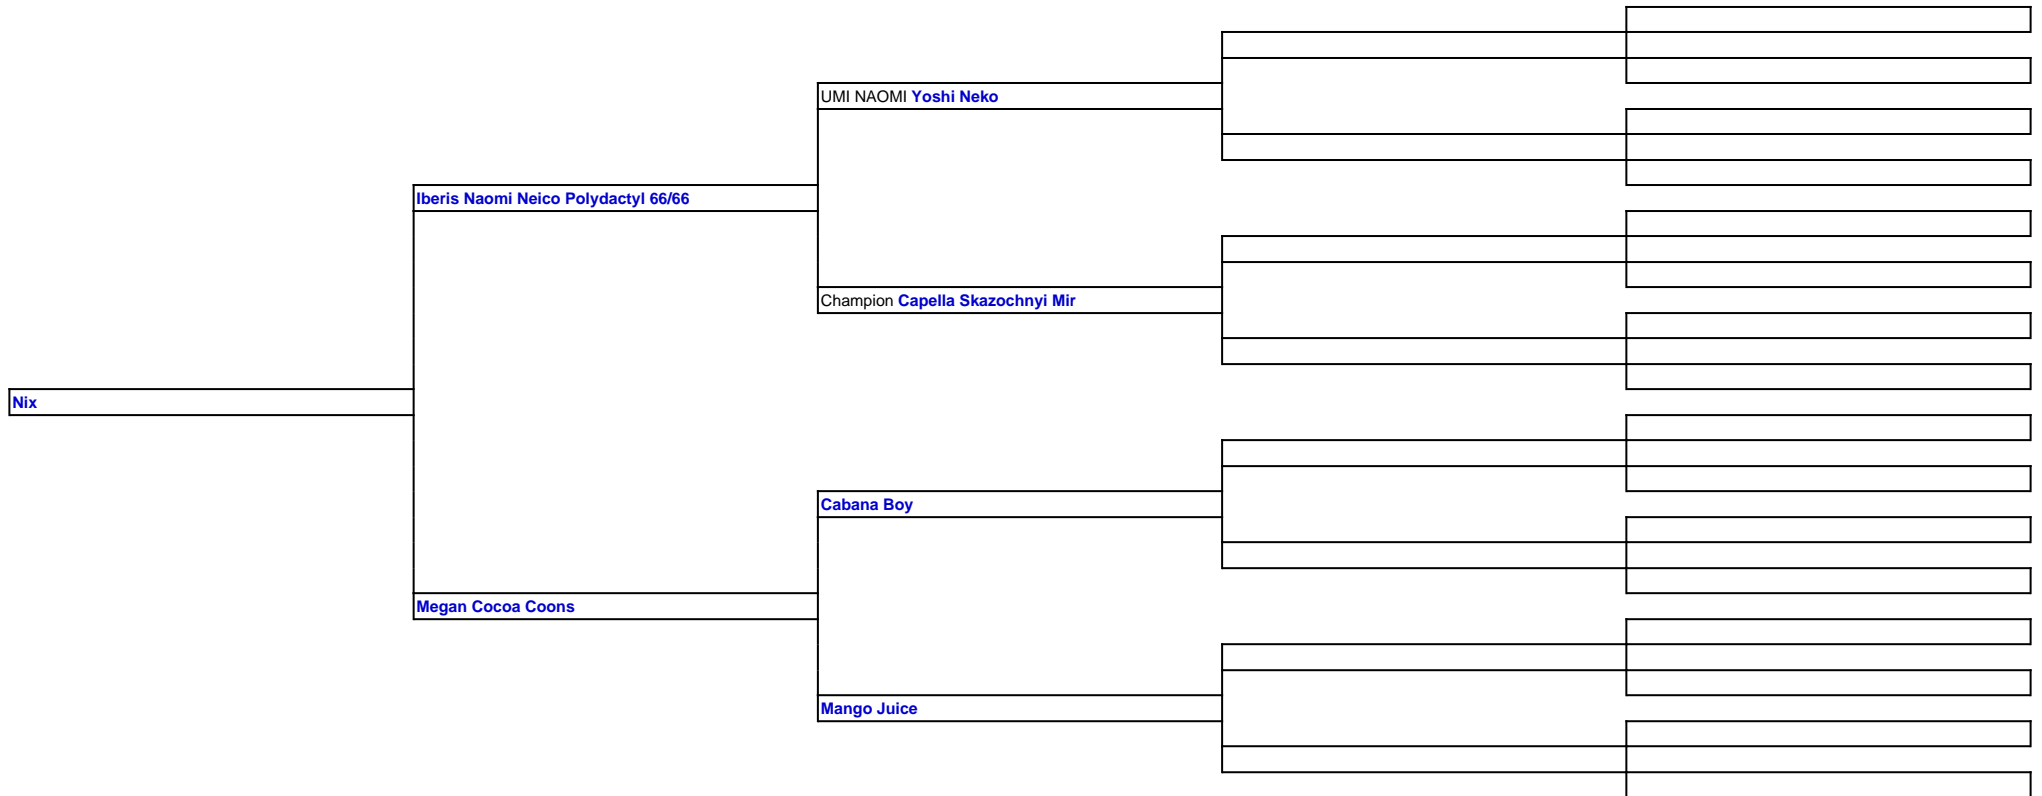 UMI NAOMI Yoshi Neko
Iberis Naomi Neico Polydactyl 66/66
Champion Capella Skazochnyi Mir
Nix
Cabana Boy
Megan Cocoa Coons
Mango Juice